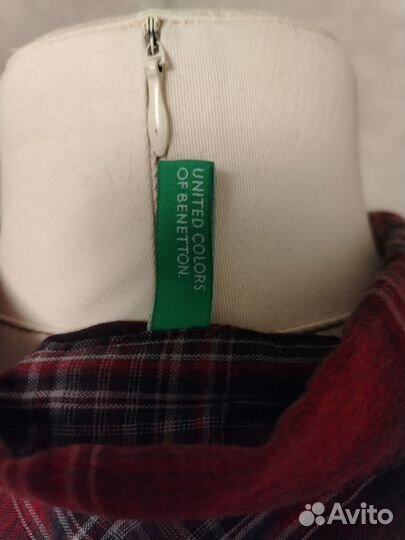 UNITED COLORS
OF BENETTON.
Avito